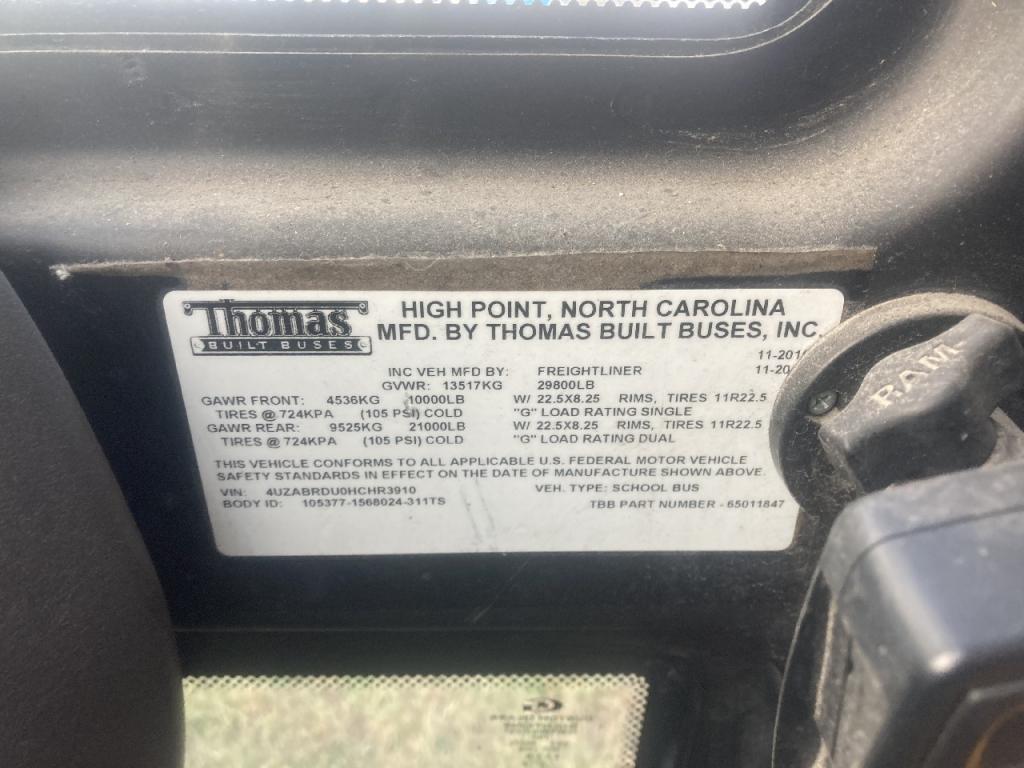 Thomas
BUILT BUSES
HIGH POINT, NORTH CAROLINA
MFD. BY THOMAS BUILT BUSES, INC.
INC VEH MFD BY: FREIGHTLINER
GVWR: 13517KG 29800LB
GAWR FRONT: 4536KG 10000LB W/ 22.5X8.25 RIMS, TIRES 11R22.5
TIRES @ 724KPA (105 PSI) COLD "G" LOAD RATING SINGLE
GAWR REAR: 9525KG 21000LB W/ 22.5X8.25 RIMS, TIRES 11R22.5
TIRES @ 724KPA (105 PSI) COLD "G" LOAD RATING DUAL
THIS VEHICLE CONFORMS TO ALL APPLICABLE U.S. FEDERAL MOTOR VEHICLE
SAFETY STANDARDS IN EFFECT ON THE DATE OF MANUFACTURE SHOWN ABOVE.
VIN: 4UZABRDU0HCHR3910 VEH. TYPE: SCHOOL BUS
BODY ID: 105377-1568024-311TS TBB PART NUMBER - 65011847
RAM-